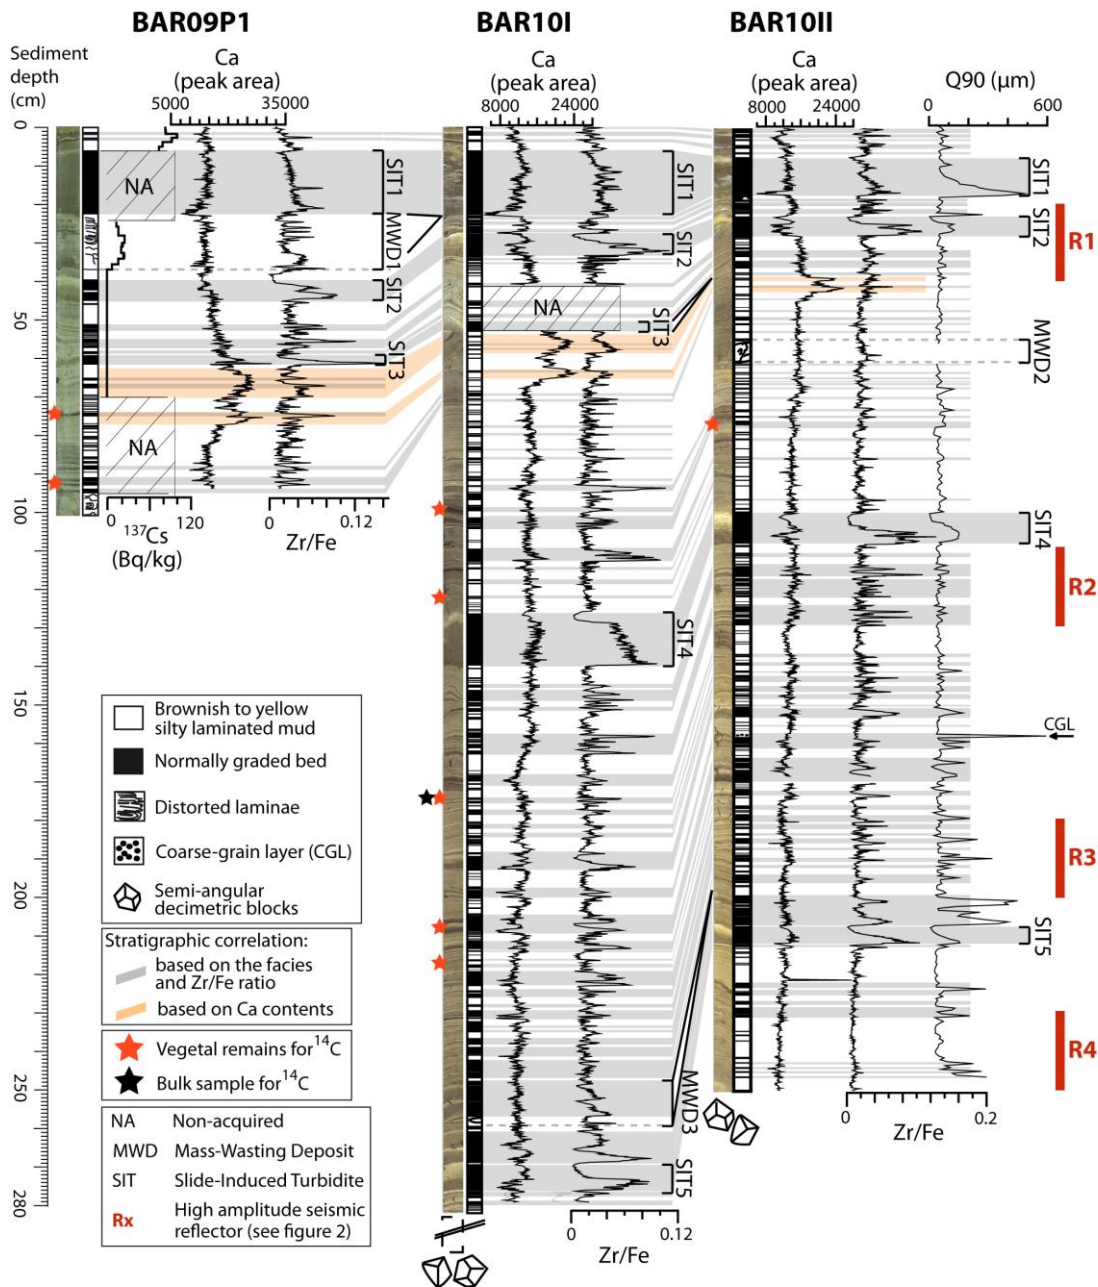 BAR09P1
BAR10I
BAR10II
Sediment
depth
(cm)
Ca
(peak area)
5000 35000
Ca
(peak area)
8000 24000
Ca
(peak area)
8000 24000
Q90 (µm)
0 600
0
50
100
150
200
250
280
NA
SIT1
MWD1
SIT2
SIT3
NA
0 120
137Cs
(Bq/kg)
0 0.12
Zr/Fe
SIT1
SIT2
NA
SIT3
SIT4
MWD3
SIT5
0 0.12
Zr/Fe
SIT1
SIT2
MWD2
SIT4
CGL
SIT5
0 0.2
Zr/Fe
R1
R2
R3
R4
Brownish to yellow
silty laminated mud
Normally graded bed
Distorted laminae
Coarse-grain layer (CGL)
Semi-angular
decimetric blocks
Stratigraphic correlation:
based on the facies
and Zr/Fe ratio
based on Ca contents
Vegetal remains for 14C
Bulk sample for 14C
NA Non-acquired
MWD Mass-Wasting Deposit
SIT Slide-Induced Turbidite
Rx High amplitude seismic
reflector (see figure 2)